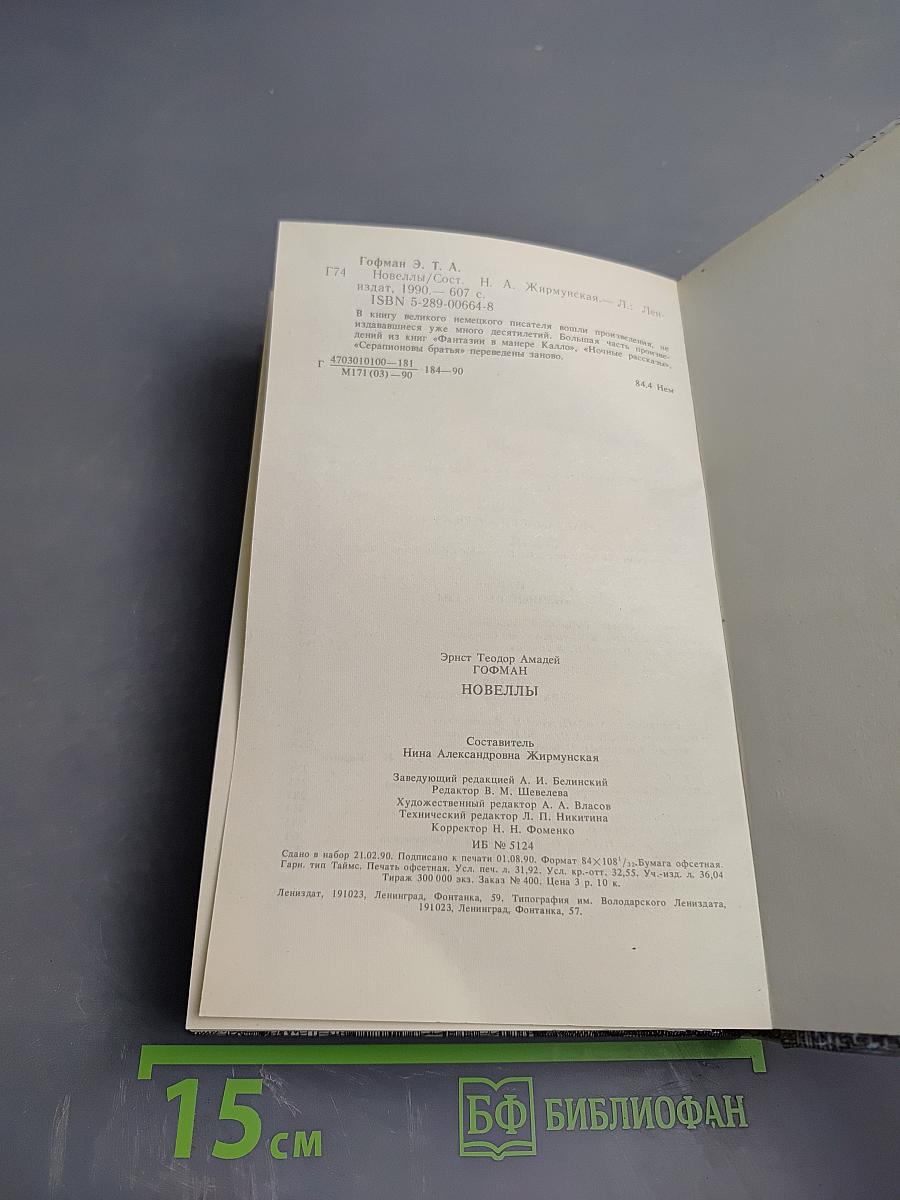 Гофман Э. Т. А.
Г74 Новеллы/Сост. Н. А. Жирмунская.— Л.: Лен-
издат, 1990.— 607 с.
ISBN 5-289-00664-8
В книгу великого немецкого писателя вошли произведения, не
издававшиеся уже много десятилетий. Большая часть произве-
дений из книг «Фантазии в манере Калло», «Ночные рассказы»,
«Серапионовы братья» переведены заново.
Г 4703010100—181 184—90
М171(03)—90
84.4 Нем
Эрнст Теодор Амадей
ГОФМАН
НОВЕЛЛЫ
Составитель
Нина Александровна Жирмунская
Заведующий редакцией А. И. Белинский
Редактор В. М. Шевелева
Художественный редактор А. А. Власов
Технический редактор Л. П. Никитина
Корректор Н. Н. Фоменко
ИБ № 5124
Сдано в набор 21.02.90. Подписано к печати 01.08.90. Формат 84×108¹/₃₂. Бумага офсетная.
Гарн. тип Таймс. Печать офсетная. Усл. печ. л. 31,92. Усл. кр.-отт. 32,55. Уч.-изд. л. 36,04
Тираж 300 000 экз. Заказ № 400. Цена 3 р. 10 к.
Лениздат, 191023, Ленинград, Фонтанка, 59. Типография им. Володарского Лениздата,
191023, Ленинград, Фонтанка, 57.
15 см
БФ БИБЛИОФАН